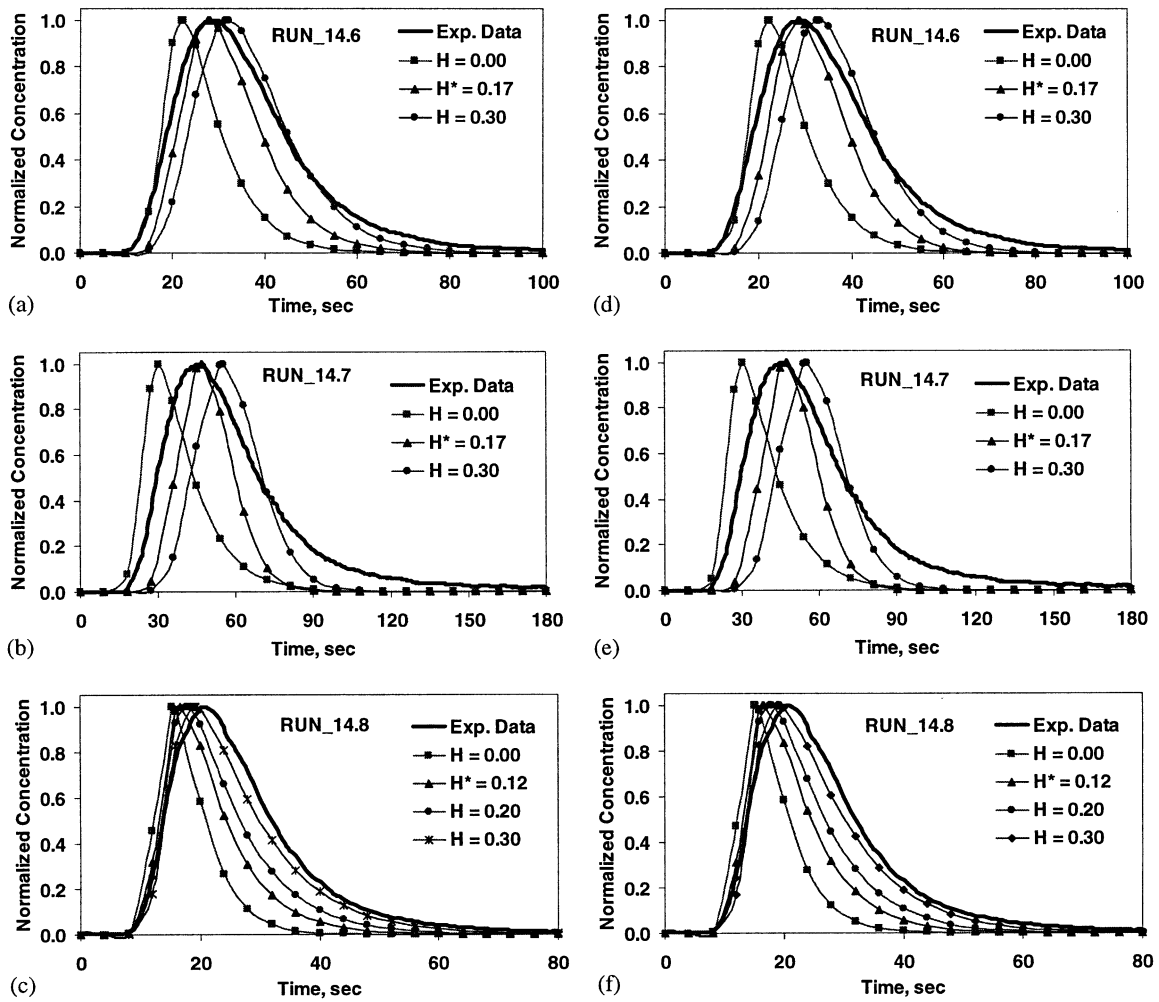 RUN_14.6
Exp. Data
H = 0.00
H* = 0.17
H = 0.30
Normalized Concentration
1.0
0.8
0.6
0.4
0.2
0.0
0 20 40 60 80 100
Time, sec
(a)
RUN_14.6
Exp. Data
H = 0.00
H* = 0.17
H = 0.30
Normalized Concentration
1.0
0.8
0.6
0.4
0.2
0.0
0 20 40 60 80 100
Time, sec
(d)
RUN_14.7
Exp. Data
H = 0.00
H* = 0.17
H = 0.30
Normalized Concentration
1.0
0.8
0.6
0.4
0.2
0.0
0 30 60 90 120 150 180
Time, sec
(b)
RUN_14.7
Exp. Data
H = 0.00
H* = 0.17
H = 0.30
Normalized Concentration
1.0
0.8
0.6
0.4
0.2
0.0
0 30 60 90 120 150 180
Time, sec
(e)
RUN_14.8
Exp. Data
H = 0.00
H* = 0.12
H = 0.20
H = 0.30
Normalized Concentration
1.0
0.8
0.6
0.4
0.2
0.0
0 20 40 60 80
Time, sec
(c)
RUN_14.8
Exp. Data
H = 0.00
H* = 0.12
H = 0.20
H = 0.30
Normalized Concentration
1.0
0.8
0.6
0.4
0.2
0.0
0 20 40 60 80
Time, sec
(f)